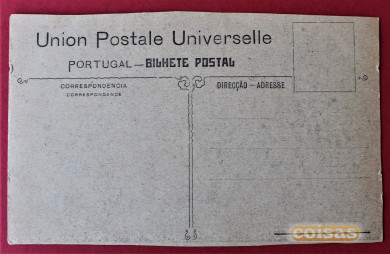 Union Postale Universelle
PORTUGAL — BILHETE POSTAL
CORRESPONDENCIA
CORRESPONDENCE
DIRECÇÃO — ADRESSE
coisas